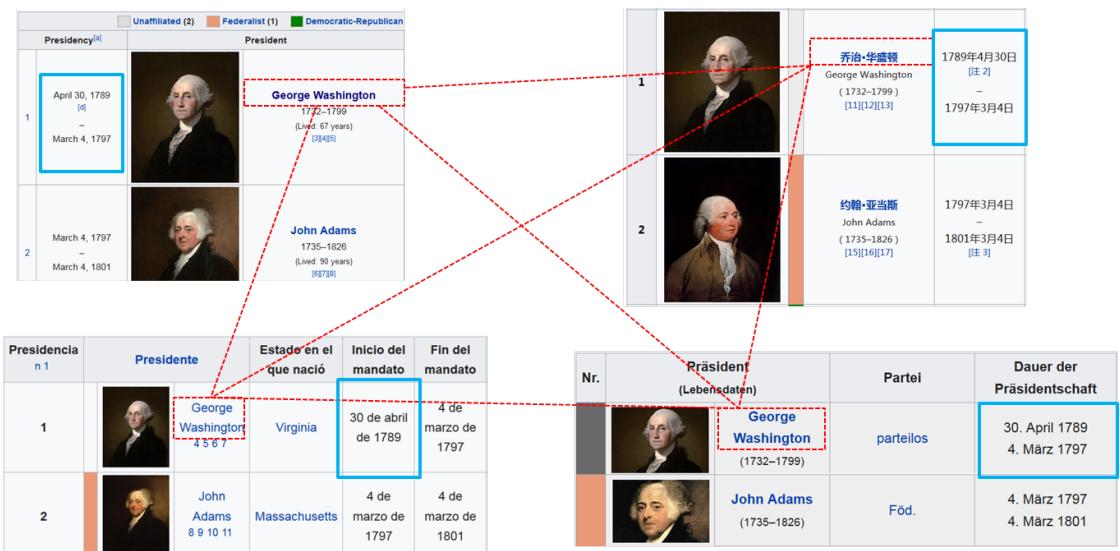 Unaffiliated (2) Federalist (1) Democratic-Republican
Presidency[a] President
1
April 30, 1789
[d]
–
March 4, 1797
George Washington
1732–1799
(Lived: 67 years)
[3][4][5]
2
March 4, 1797
–
March 4, 1801
John Adams
1735–1826
(Lived: 90 years)
[6][7][8]
1
乔治·华盛顿
George Washington
( 1732–1799 )
[11][12][13]
1789年4月30日
[注 2]
–
1797年3月4日
2
约翰·亚当斯
John Adams
( 1735–1826 )
[15][16][17]
1797年3月4日
–
1801年3月4日
[注 3]
Presidencia
n 1
Presidente
Estado en el
que nació
Inicio del
mandato
Fin del
mandato
1
George
Washington
4 5 6 7
Virginia
30 de abril
de 1789
4 de
marzo de
1797
2
John
Adams
8 9 10 11
Massachusetts
4 de
marzo de
1797
4 de
marzo de
1801
Nr.
Präsident
(Lebensdaten)
Partei
Dauer der
Präsidentschaft
George
Washington
(1732–1799)
parteilos
30. April 1789
4. März 1797
John Adams
(1735–1826)
Föd.
4. März 1797
4. März 1801